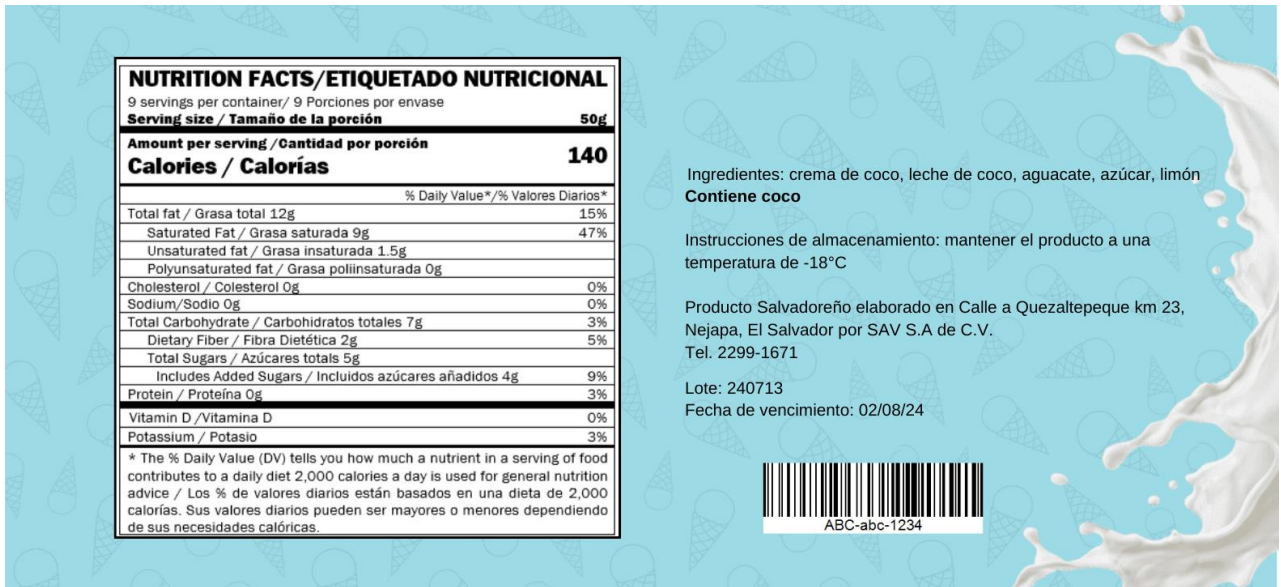 NUTRITION FACTS/ETIQUETADO NUTRICIONAL
9 servings per container/ 9 Porciones por envase
Serving size / Tamaño de la porción 50g
Amount per serving /Cantidad por porción
Calories / Calorías 140
% Daily Value*/% Valores Diarios*
Total fat / Grasa total 12g 15%
Saturated Fat / Grasa saturada 9g 47%
Unsaturated fat / Grasa insaturada 1.5g
Polyunsaturated fat / Grasa poliinsaturada 0g
Cholesterol / Colesterol 0g 0%
Sodium/Sodio 0g 0%
Total Carbohydrate / Carbohidratos totales 7g 3%
Dietary Fiber / Fibra Dietética 2g 5%
Total Sugars / Azúcares totals 5g
Includes Added Sugars / Incluidos azúcares añadidos 4g 9%
Protein / Proteína 0g 3%
Vitamin D /Vitamina D 0%
Potassium / Potasio 3%
* The % Daily Value (DV) tells you how much a nutrient in a serving of food
contributes to a daily diet 2,000 calories a day is used for general nutrition
advice / Los % de valores diarios están basados en una dieta de 2,000
calorías. Sus valores diarios pueden ser mayores o menores dependiendo
de sus necesidades calóricas.
Ingredientes: crema de coco, leche de coco, aguacate, azúcar, limón
Contiene coco
Instrucciones de almacenamiento: mantener el producto a una
temperatura de -18°C
Producto Salvadoreño elaborado en Calle a Quezaltepeque km 23,
Nejapa, El Salvador por SAV S.A de C.V.
Tel. 2299-1671
Lote: 240713
Fecha de vencimiento: 02/08/24
ABC-abc-1234